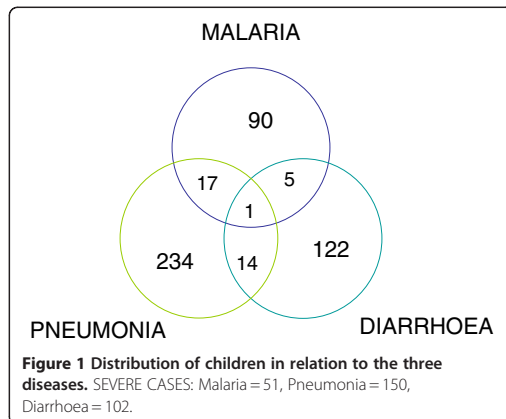 MALARIA
90
17
5
1
234
14
122
PNEUMONIA
DIARRHOEA
Figure 1 Distribution of children in relation to the three
diseases. SEVERE CASES: Malaria = 51, Pneumonia = 150,
Diarrhoea = 102.